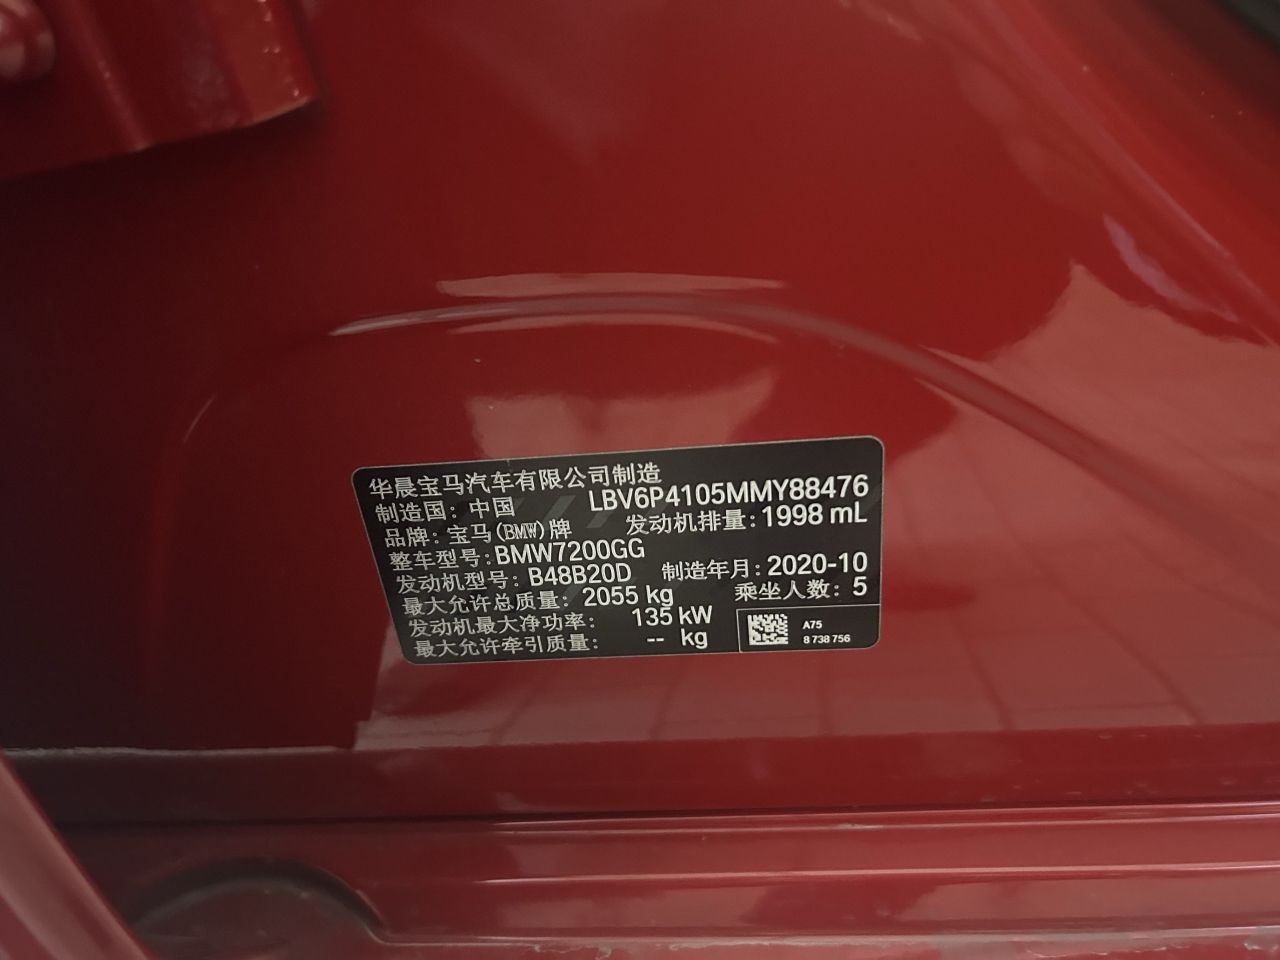 华晨宝马汽车有限公司制造
制造国：中国 LBV6P4105MMY88476
品牌：宝马(BMW)牌 发动机排量：1998 mL
整车型号：BMW7200GG
发动机型号：B48B20D 制造年月：2020-10
最大允许总质量：2055 kg 乘坐人数：5
发动机最大净功率：135 kW
最大允许牵引质量：-- kg
A75
8 738 756